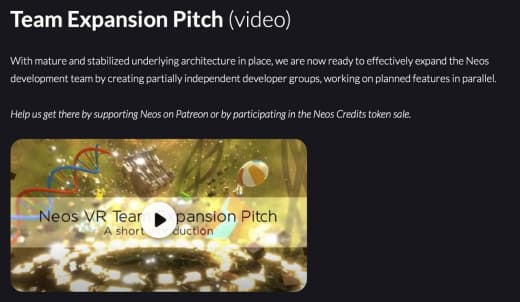 Team Expansion Pitch (video)
With mature and stabilized underlying architecture in place, we are now ready to effectively expand the Neos
development team by creating partially independent developer groups, working on planned features in parallel.
Help us get there by supporting Neos on Patreon or by participating in the Neos Credits token sale.
Neos VR Team Expansion Pitch
A short duction